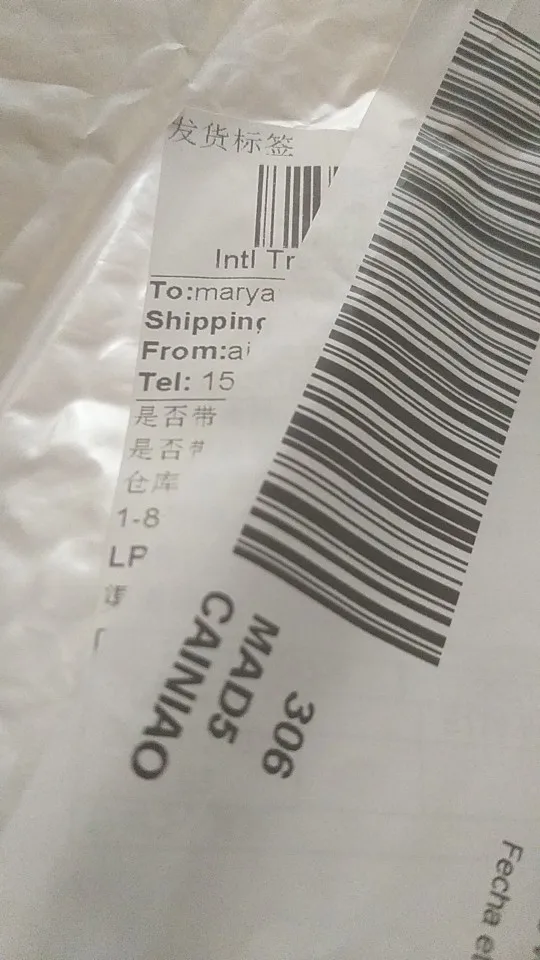 发货标签
Intl Tr
To:marya
Shipping
From:ai
Tel: 15
是否带
是否带
仓库
1-8
LP
306
MAD5
CAINIAO
Fecha